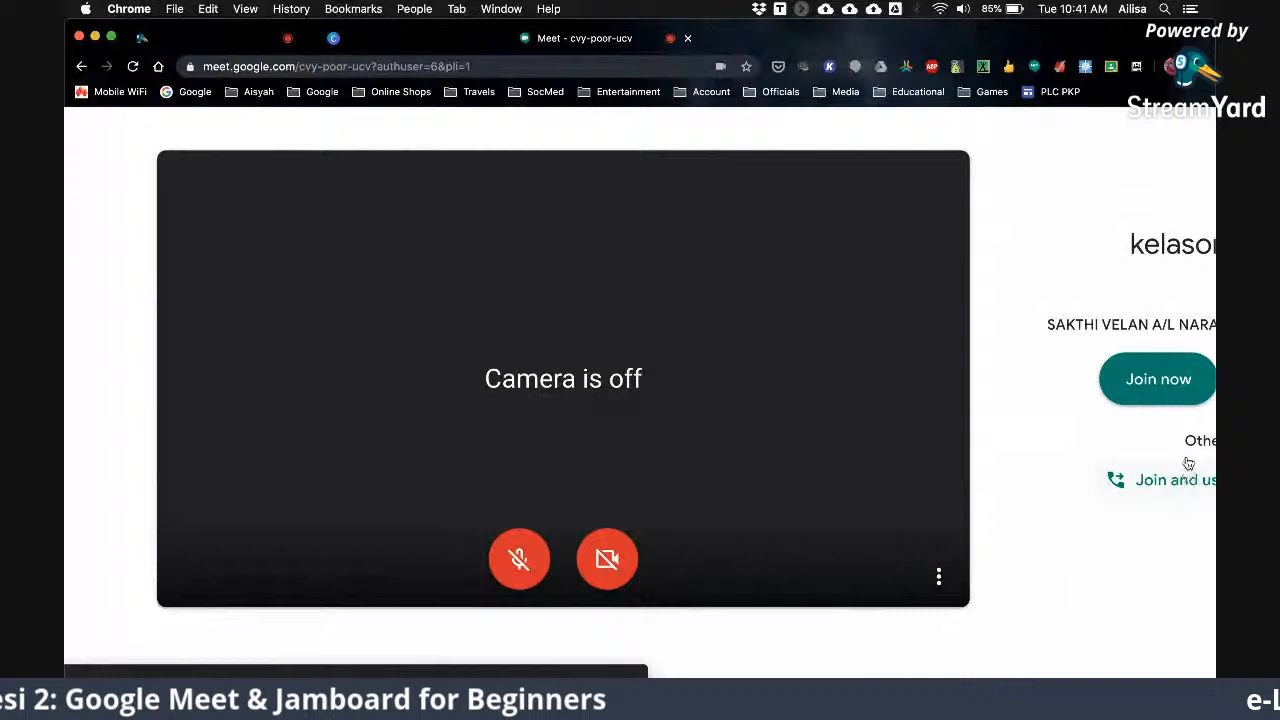 Chrome File Edit View History Bookmarks People Tab Window Help 85% Tue 10:41 AM Ailisa
Powered by
StreamYard
Meet - cvy-poor-ucv
meet.google.com/cvy-poor-ucv?authuser=6&pli=1
Mobile WiFi Google Aisyah Google Online Shops Travels SocMed Entertainment Account Officials Media Educational Games PLC PKP
kelasor
SAKTHI VELAN A/L NARA
Camera is off
Join now
Othe
Join and us
esi 2: Google Meet & Jamboard for Beginners e-L